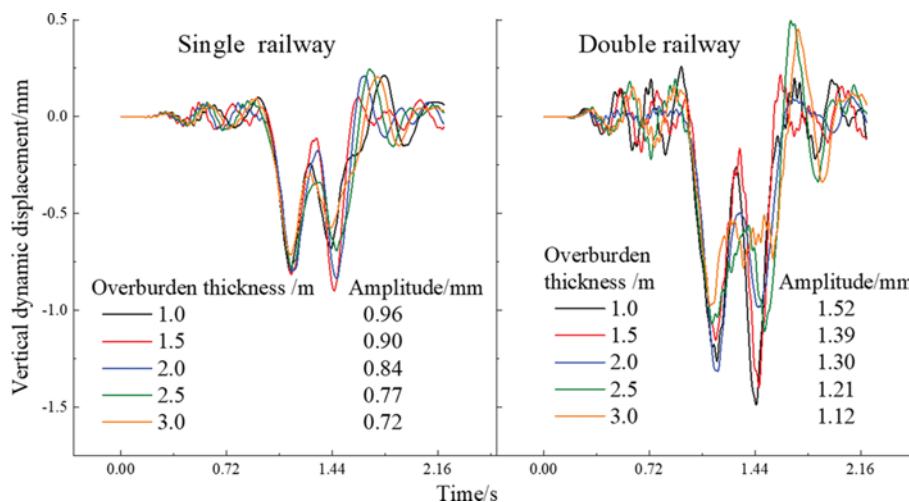 Single railway
Double railway
Vertical dynamic displacement/mm
0.5
0.0
-0.5
-1.0
-1.5
Overburden thickness /m Amplitude/mm
1.0 0.96
1.5 0.90
2.0 0.84
2.5 0.77
3.0 0.72
Overburden
thickness /m Amplitude/mm
1.0 1.52
1.5 1.39
2.0 1.30
2.5 1.21
3.0 1.12
0.00 0.72 1.44 2.16 0.00 0.72 1.44 2.16
Time/s